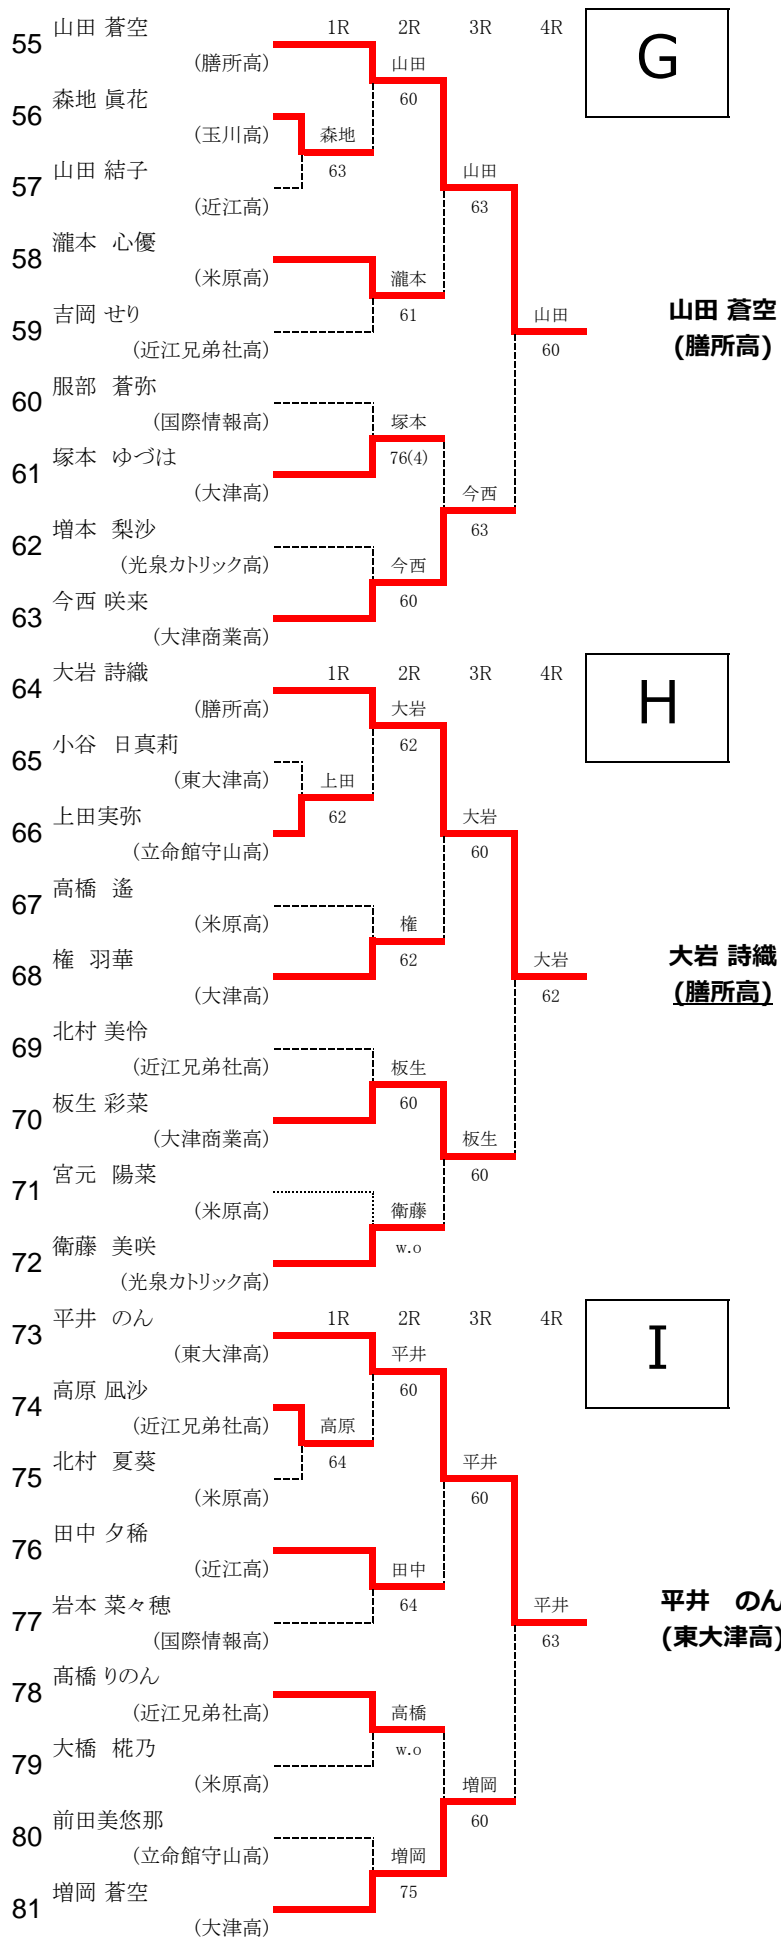 1R 2R 3R 4R
G
55 山田 蒼空
(膳所高)
山田
60
56 森地 眞花
(玉川高)
森地
63
57 山田 結子
(近江高)
山田
63
58 瀧本 心優
(米原高)
瀧本
61
59 吉岡 せり
(近江兄弟社高)
山田
60
山田 蒼空
(膳所高)
60 服部 蒼弥
(国際情報高)
塚本
76(4)
61 塚本 ゆづは
(大津高)
今西
63
62 増本 梨沙
(光泉カトリック高)
今西
60
63 今西 咲来
(大津商業高)
1R 2R 3R 4R
H
64 大岩 詩織
(膳所高)
大岩
62
65 小谷 日真莉
(東大津高)
上田
62
66 上田実弥
(立命館守山高)
大岩
60
67 高橋 遙
(米原高)
権
62
68 権 羽華
(大津高)
大岩
62
大岩 詩織
(膳所高)
69 北村 美怜
(近江兄弟社高)
板生
60
70 板生 彩菜
(大津商業高)
板生
60
71 宮元 陽菜
(米原高)
衛藤
w.o
72 衛藤 美咲
(光泉カトリック高)
1R 2R 3R 4R
I
73 平井 のん
(東大津高)
平井
60
74 高原 凪沙
(近江兄弟社高)
高原
64
75 北村 夏葵
(米原高)
平井
60
76 田中 夕稀
(近江高)
田中
64
77 岩本 菜々穂
(国際情報高)
平井
63
平井 のん
(東大津高)
78 髙橋 りのん
(近江兄弟社高)
高橋
w.o
79 大橋 椛乃
(米原高)
増岡
60
80 前田美悠那
(立命館守山高)
増岡
75
81 増岡 蒼空
(大津高)